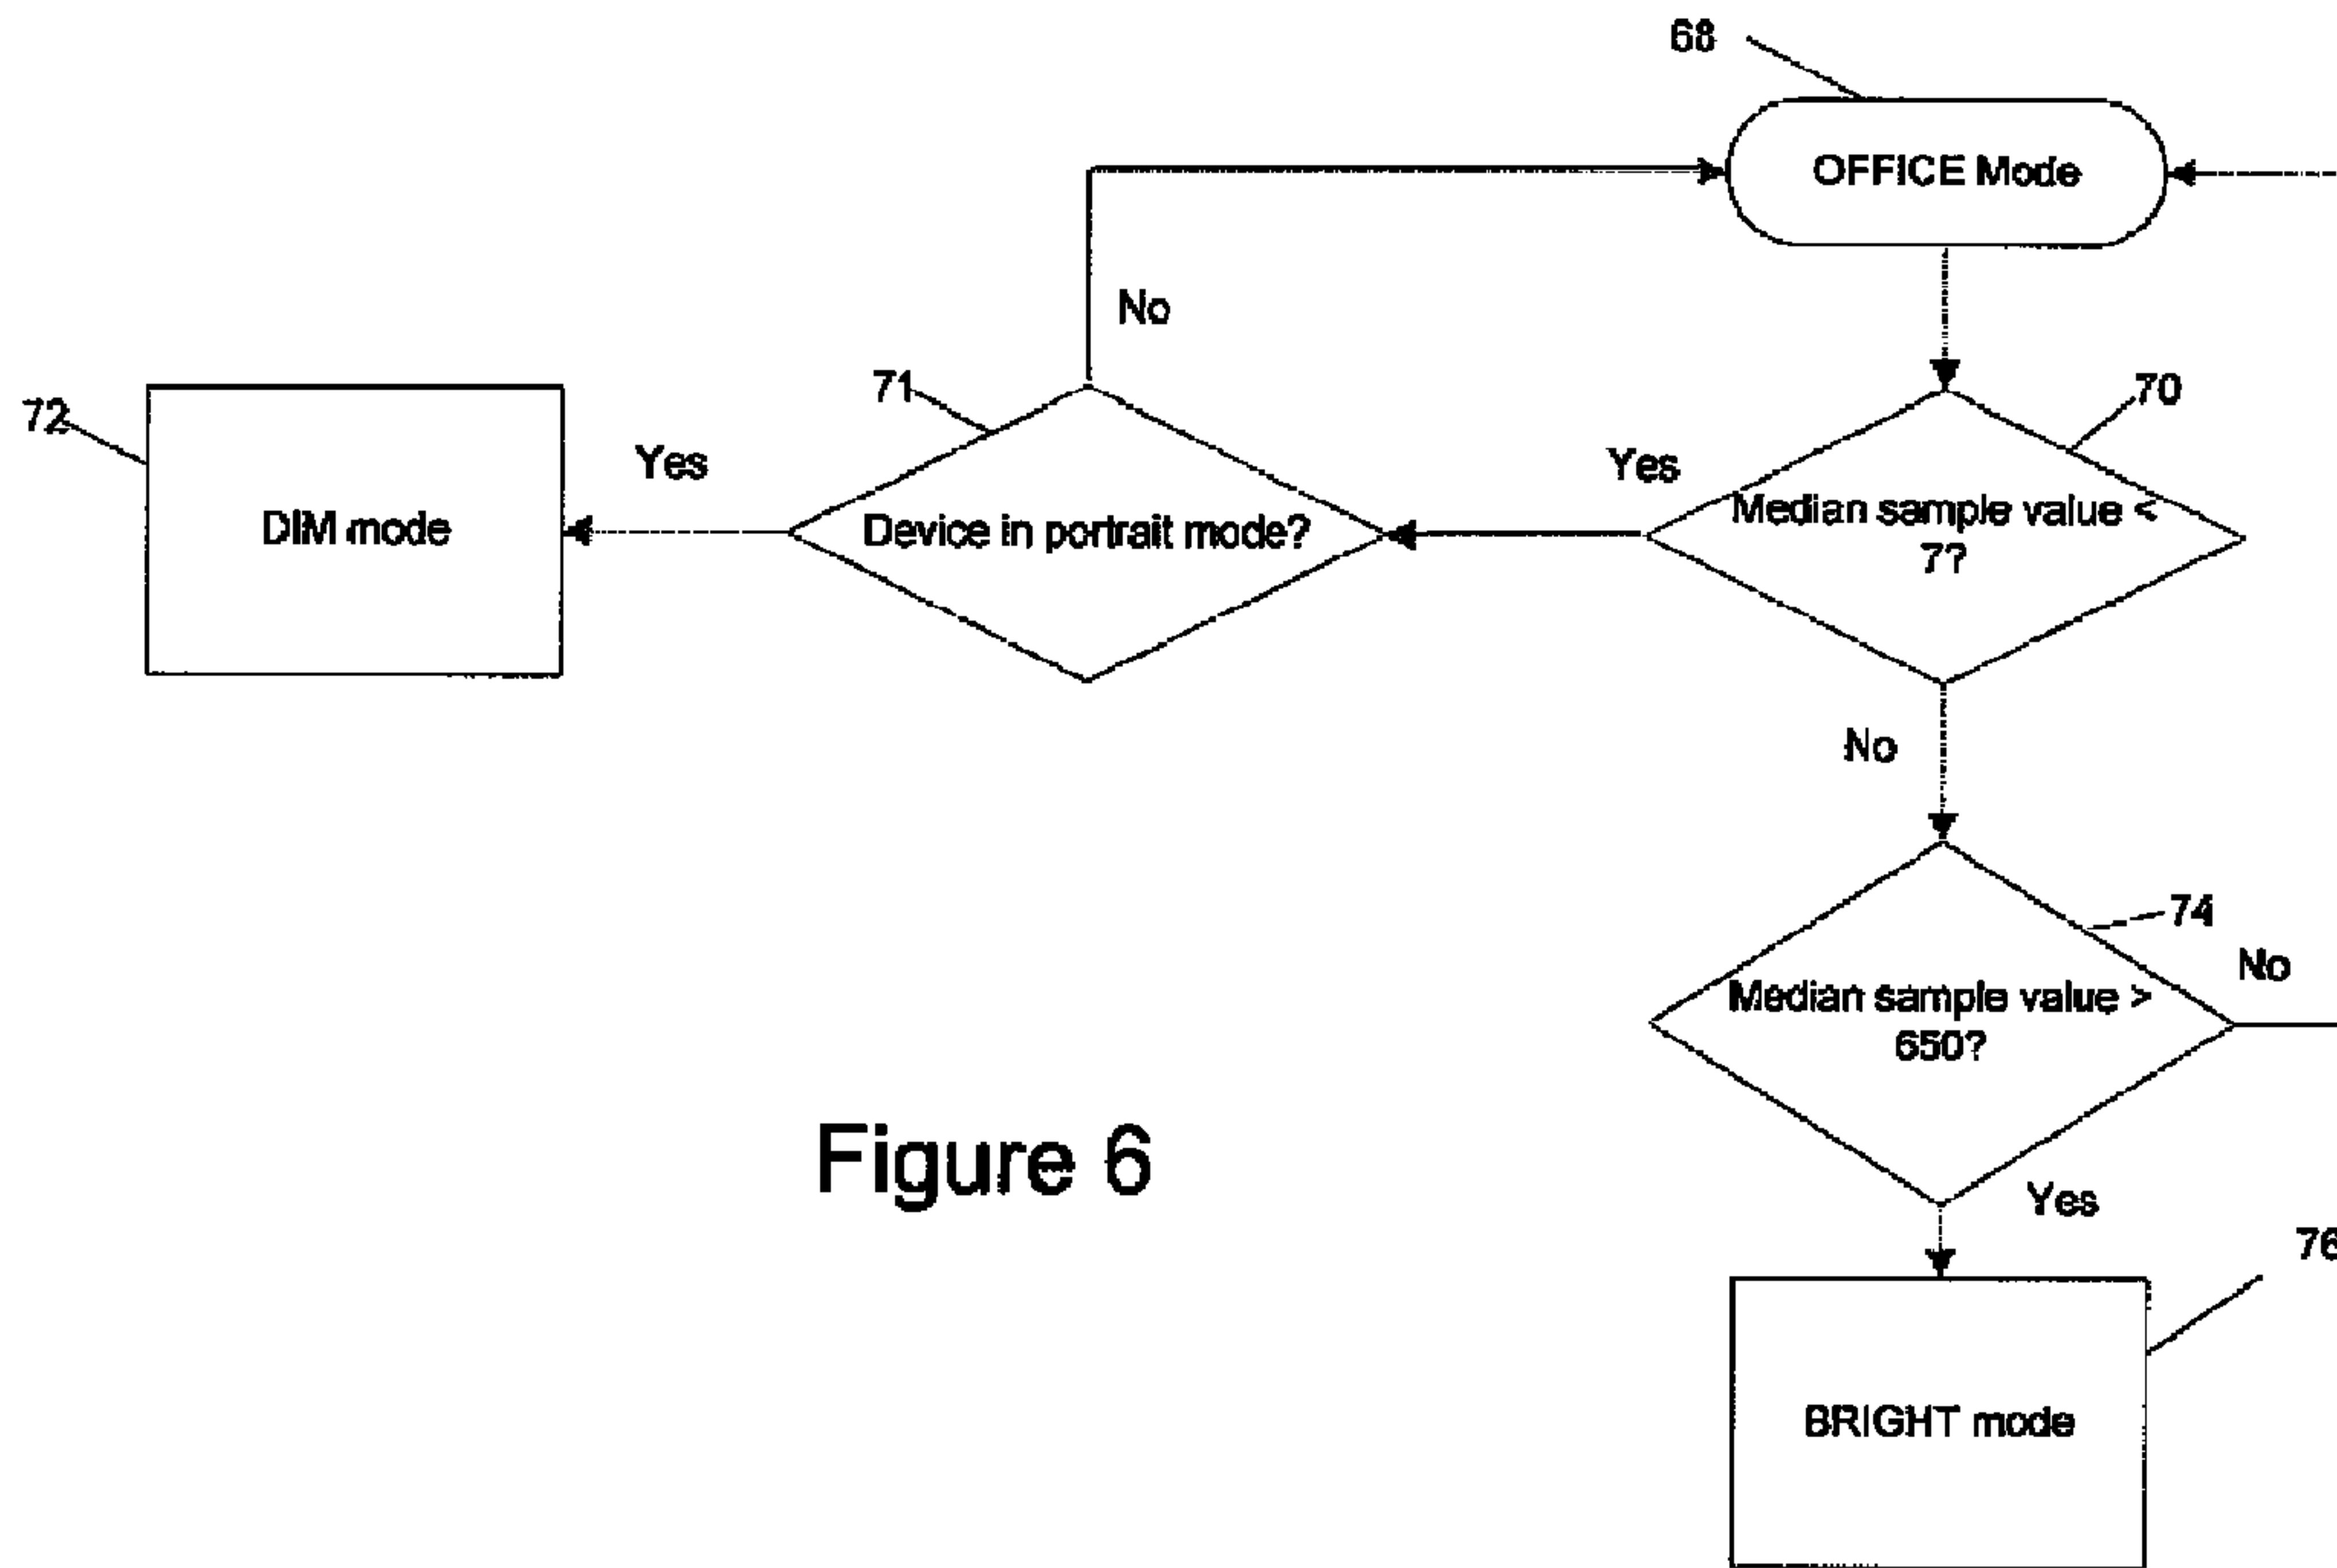 68
OFFICE Mode
No
71
70
72
Yes
Yes
DIM mode
Device in portrait mode?
Median sample value <
7?
No
74
No
Median sample value >
650?
Figure 6
Yes
76
BRIGHT mode